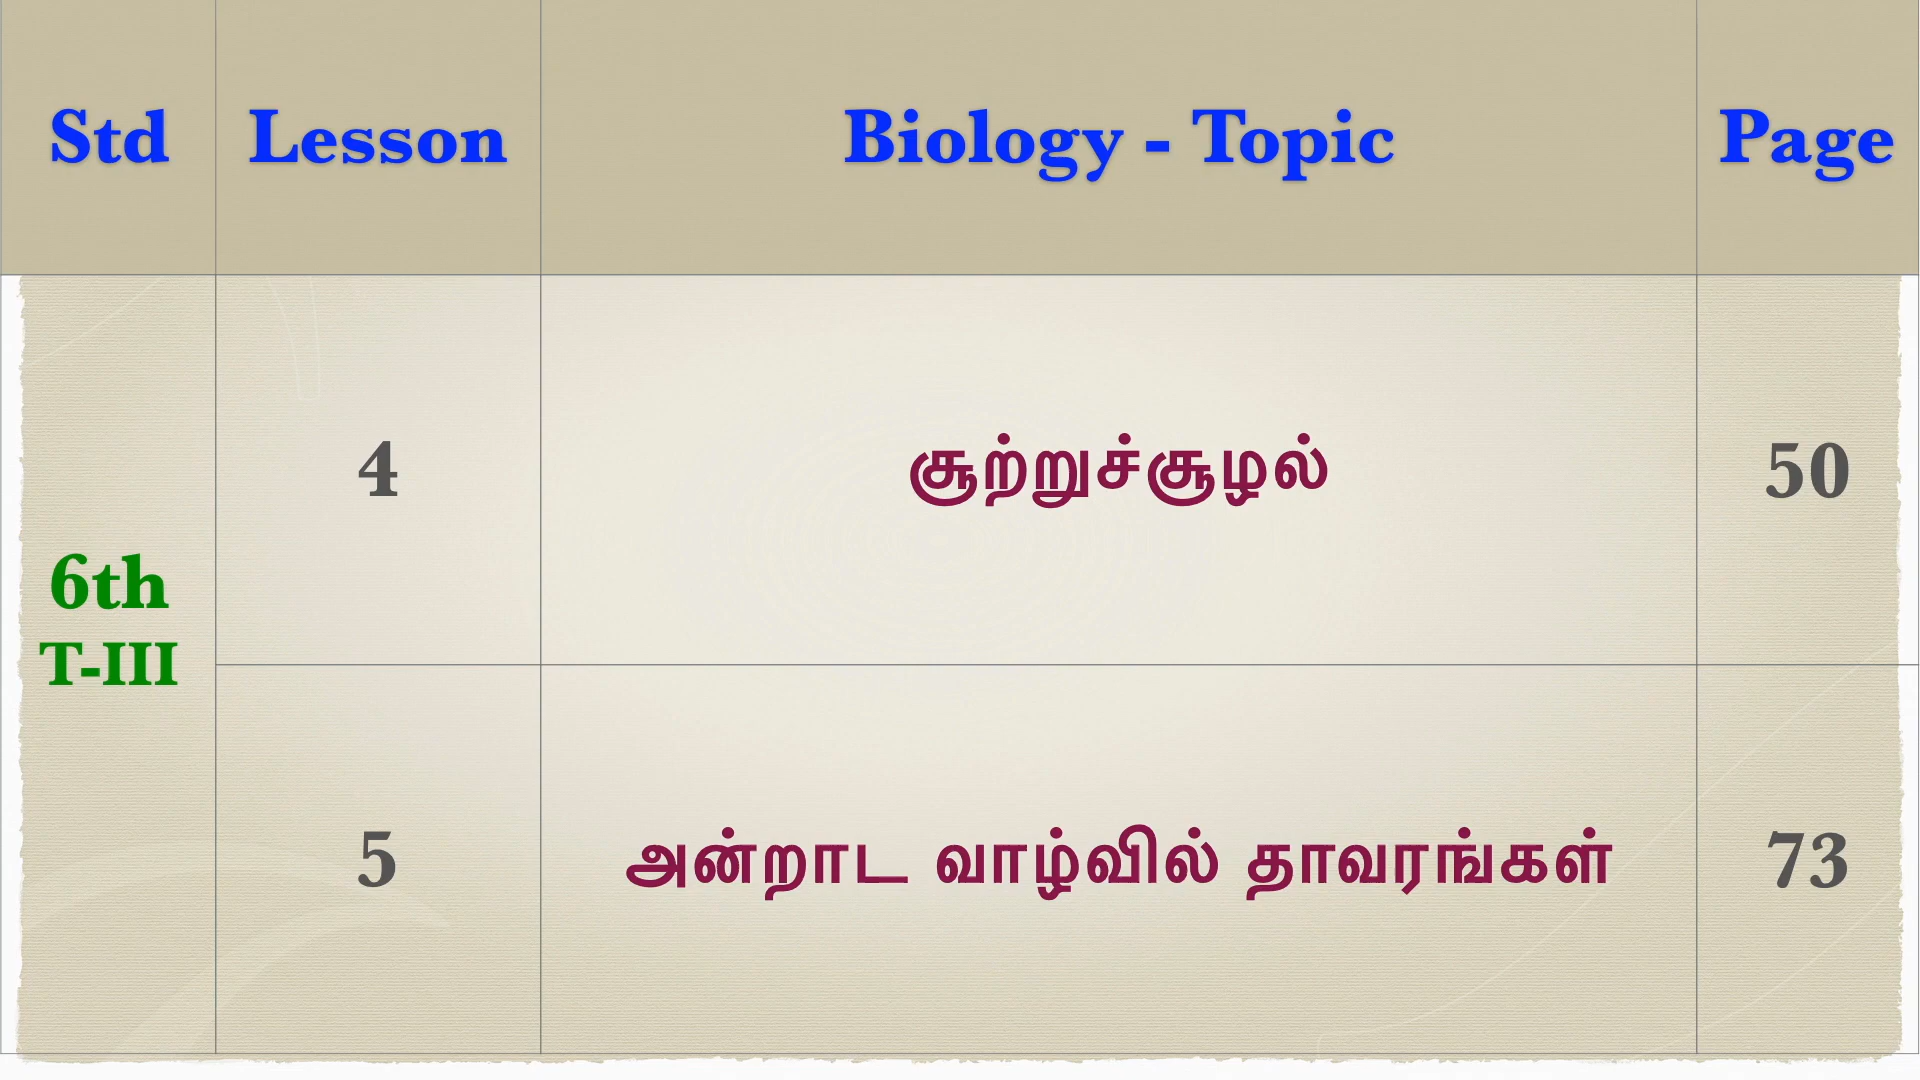 Std Lesson Biology - Topic Page
4 சூற்றுச்சூழல் 50
6th
T-III
5 அன்றாட வாழ்வில் தாவரங்கள் 73